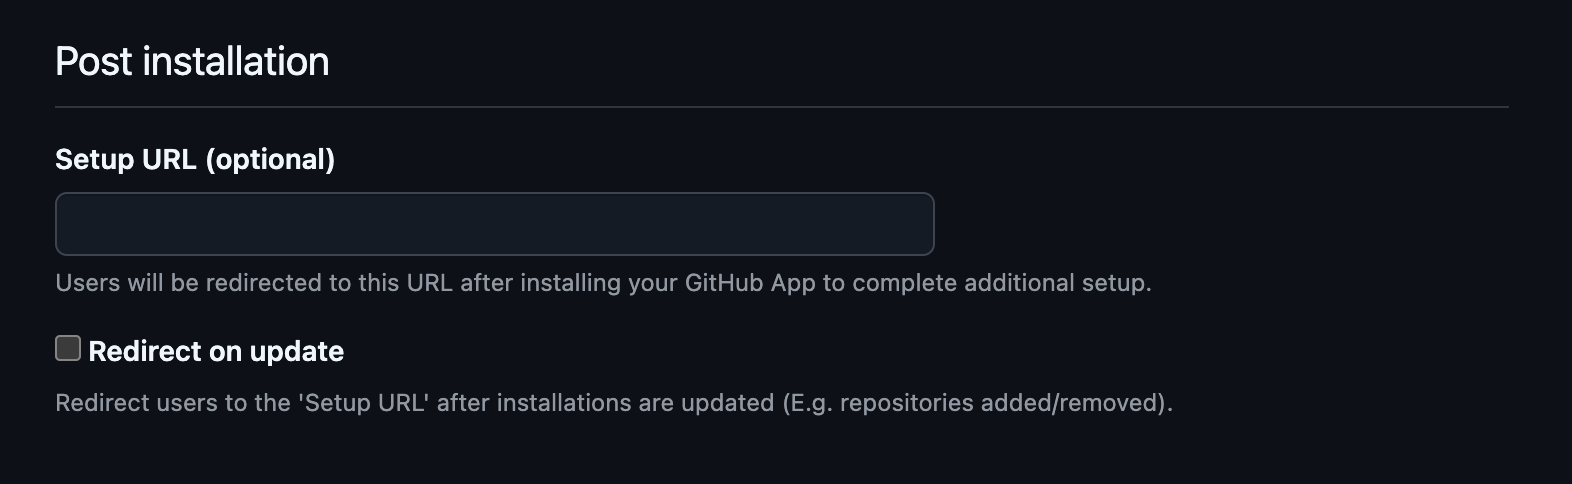 Post installation
Setup URL (optional)
Users will be redirected to this URL after installing your GitHub App to complete additional setup.
Redirect on update
Redirect users to the 'Setup URL' after installations are updated (E.g. repositories added/removed).